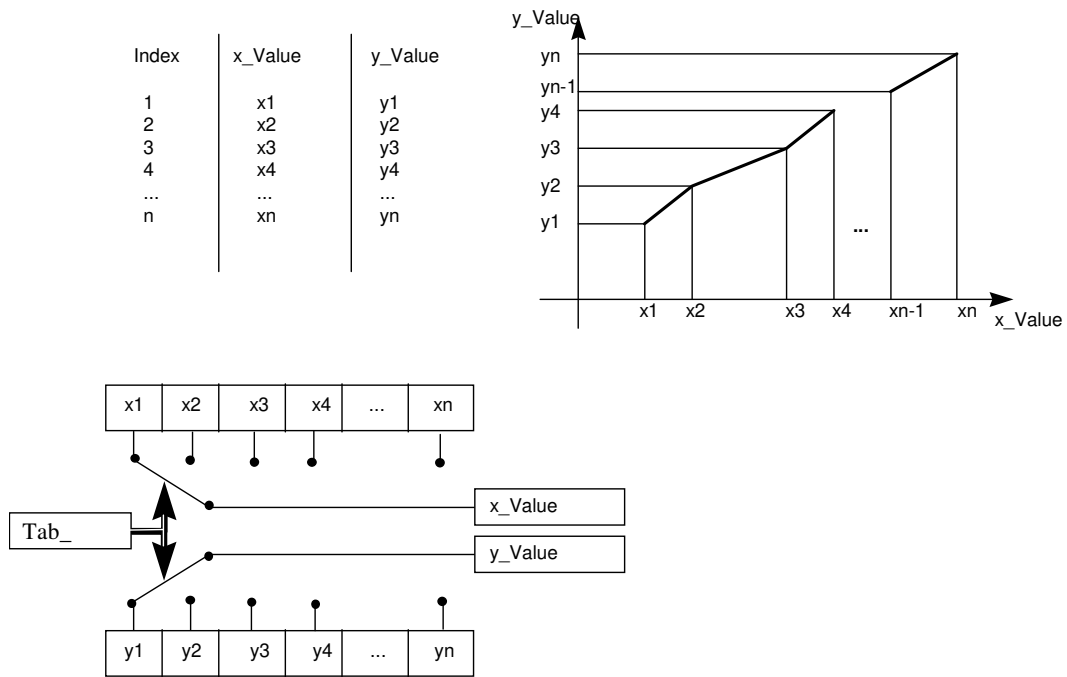 Index x_Value y_Value
1 x1 y1
2 x2 y2
3 x3 y3
4 x4 y4
... ... ...
n xn yn
y_Value
yn
yn-1
y4
y3
y2
y1
...
x1 x2 x3 x4 xn-1 xn
x_Value
x1 x2 x3 x4 ... xn
x_Value
Tab_
y_Value
y1 y2 y3 y4 ... yn